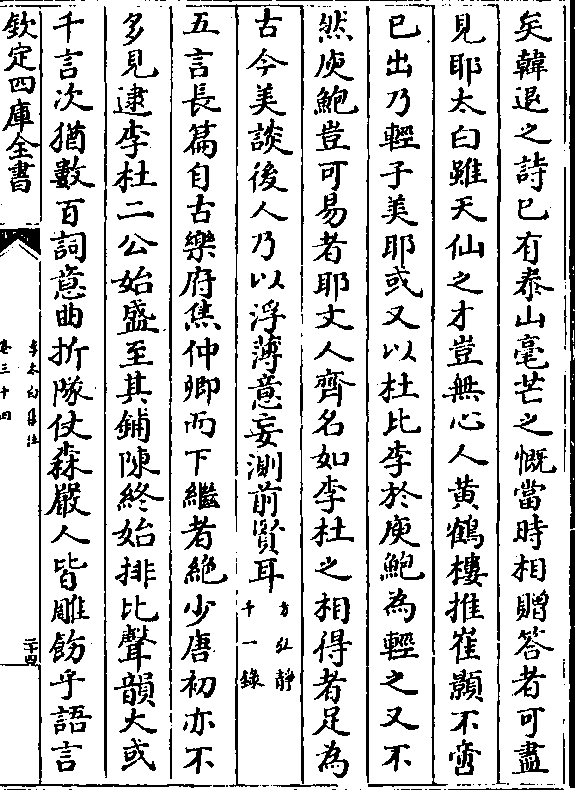 矣韓退之詩已有泰山毫芒之慨當時相贈答者可盡
見耶太白雖天仙之才豈無心人黃鶴樓推崔顥不啻
已出乃輕子美耶或又以杜比李於庾鮑為輕之又不
然庾鮑豈可易者耶文人齊名如李杜之相得者足為
古今美談後人乃以浮薄意妄測前賢耳方弘靜千一錄
五言長篇自古樂府焦仲卿而下繼者絶少唐初亦不
多見逮李杜二公始盛至其鋪陳終始排比聲韻大或
千言次猶數百詞意曲折隊仗森嚴人皆雕飭乎語言
欽定四庫全書
李太白集注
卷三十四
二十四